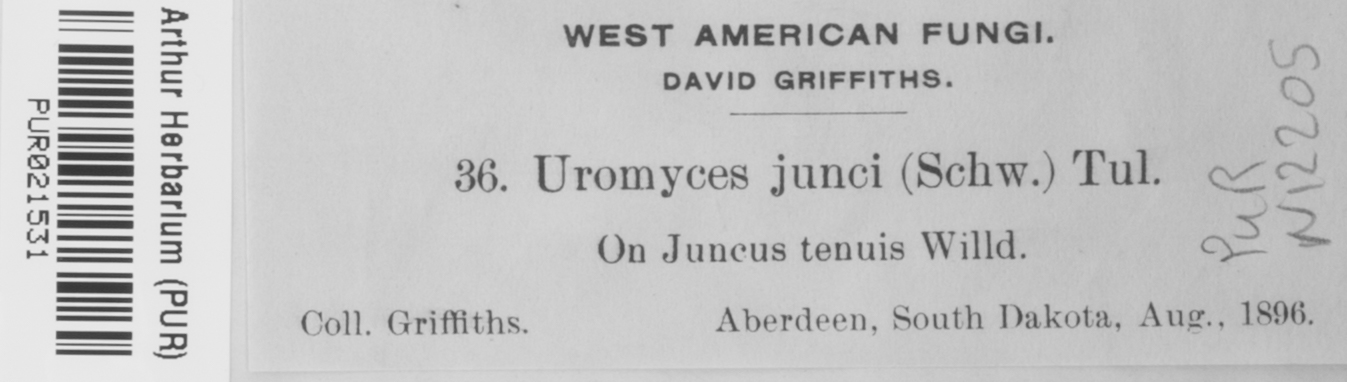 Arthur Herbarium (PUR)
PUR021531
WEST AMERICAN FUNGI.
DAVID GRIFFITHS.
36. Uromyces junci (Schw.) Tul.
On Juncus tenuis Willd.
Coll. Griffiths. Aberdeen, South Dakota, Aug., 1896.
PUR
N12205